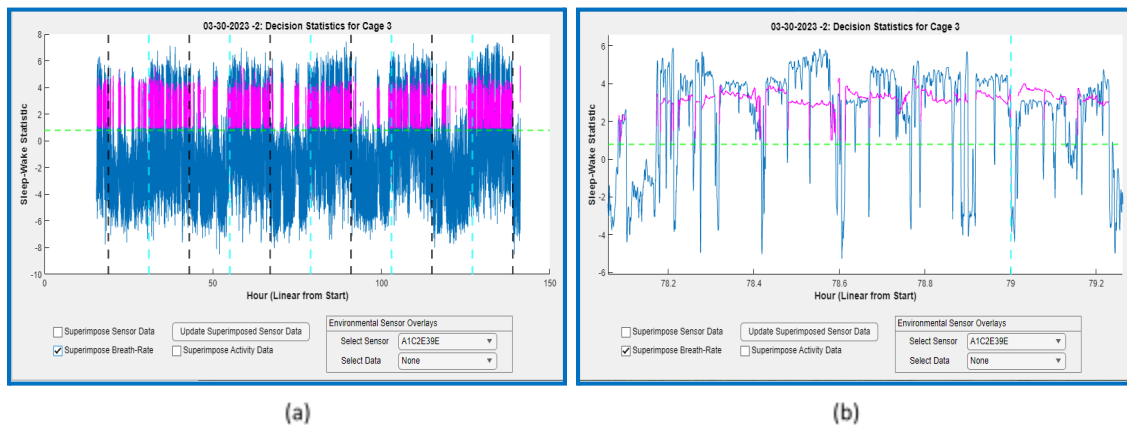 03-30-2023 -2: Decision Statistics for Cage 3
8
6
4
2
0
-2
-4
-6
-8
-10
Sleep-Wake Statistic
0
50
100
150
Hour (Linear from Start)
Superimpose Sensor Data
Update Superimposed Sensor Data
Superimpose Breath-Rate
Superimpose Activity Data
Environmental Sensor Overlays
Select Sensor
A1C2E39E
Select Data
None
(a)
03-30-2023 -2: Decision Statistics for Cage 3
6
4
2
0
-2
-4
-6
Sleep-Wake Statistic
78.2
78.4
78.6
78.8
79
79.2
Hour (Linear from Start)
Superimpose Sensor Data
Update Superimposed Sensor Data
Superimpose Breath-Rate
Superimpose Activity Data
Environmental Sensor Overlays
Select Sensor
A1C2E39E
Select Data
None
(b)